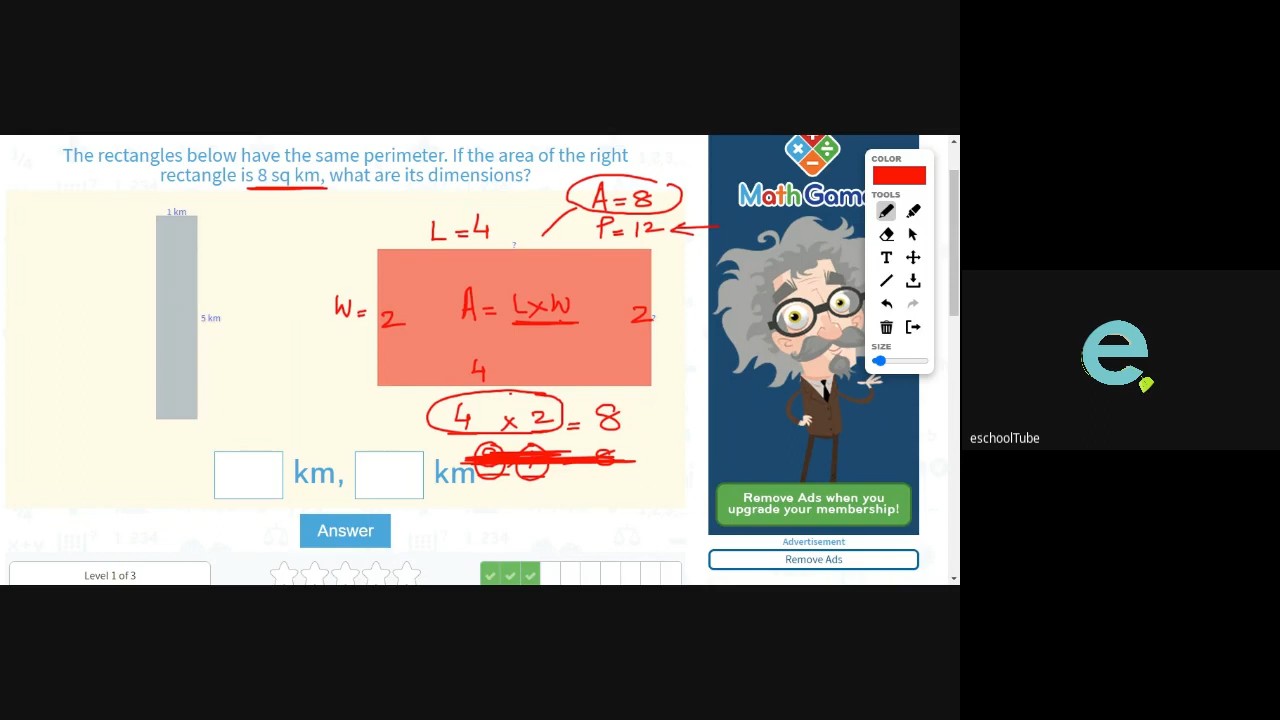 The rectangles below have the same perimeter. If the area of the right
rectangle is 8 sq km, what are its dimensions?
A = 8
P = 12
L = 4
1 km
?
5 km
W =
2
A = L x W
2
?
4
4 x 2 = 8
8
km,
km
Answer
Level 1 of 3
Math Game
Remove Ads when you
upgrade your membership!
Advertisement
Remove Ads
COLOR
TOOLS
T
SIZE
e
eschoolTube